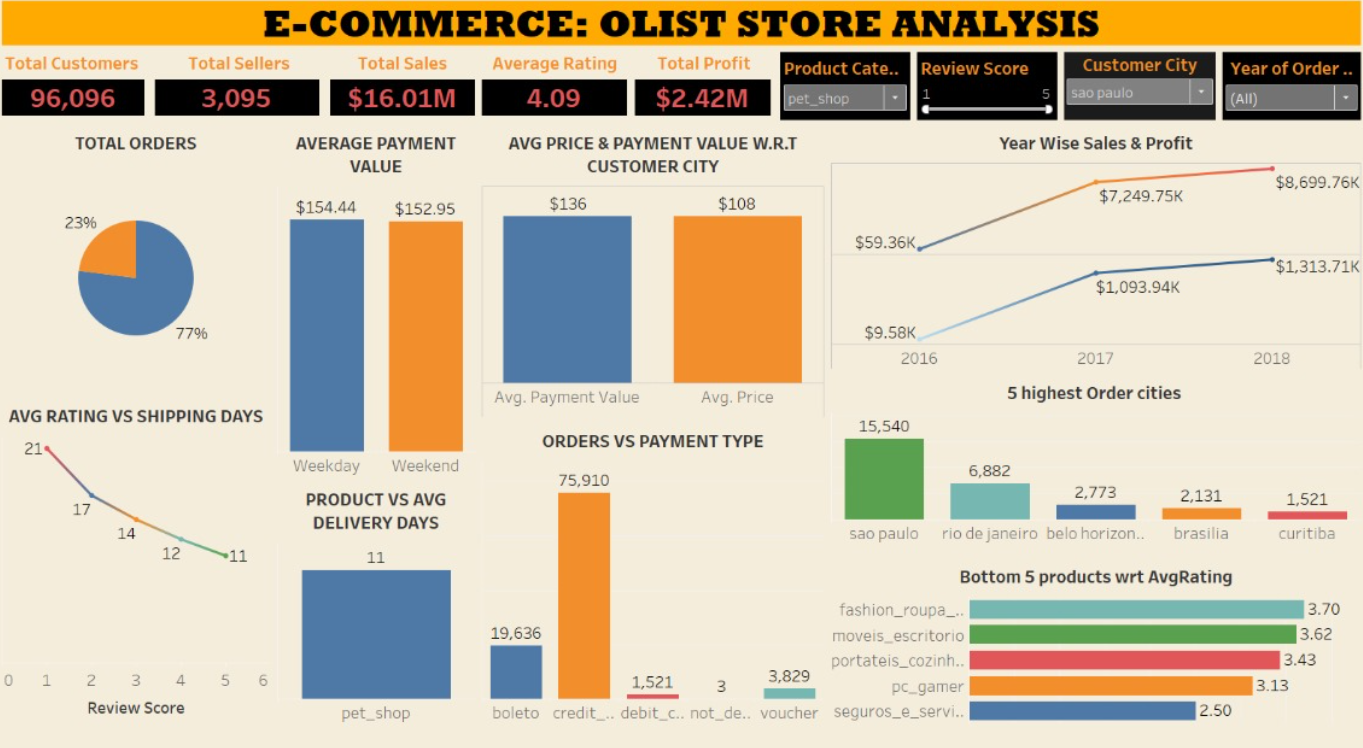 E-COMMERCE: OLIST STORE ANALYSIS
Total Customers
96,096
Total Sellers
3,095
Total Sales
$16.01M
Average Rating
4.09
Total Profit
$2.42M
Product Cate..
pet_shop
Review Score
1 5
Customer City
sao paulo
Year of Order ..
(All)
TOTAL ORDERS
23%
77%
AVERAGE PAYMENT
VALUE
$154.44 $152.95
Weekday Weekend
AVG PRICE & PAYMENT VALUE W.R.T
CUSTOMER CITY
$136 $108
Avg. Payment Value Avg. Price
Year Wise Sales & Profit
$59.36K
$7,249.75K
$8,699.76K
$9.58K
$1,093.94K
$1,313.71K
2016 2017 2018
AVG RATING VS SHIPPING DAYS
21
17
14
12
11
0 1 2 3 4 5 6
Review Score
PRODUCT VS AVG
DELIVERY DAYS
11
pet_shop
ORDERS VS PAYMENT TYPE
19,636
75,910
1,521
3
3,829
boleto credit_.. debit_c.. not_de.. voucher
5 highest Order cities
15,540
6,882
2,773
2,131
1,521
sao paulo rio de janeiro belo horizon.. brasilia curitiba
Bottom 5 products wrt AvgRating
fashion_roupa_.. 3.70
moveis_escritorio 3.62
portateis_cozinh.. 3.43
pc_gamer 3.13
seguros_e_servi.. 2.50